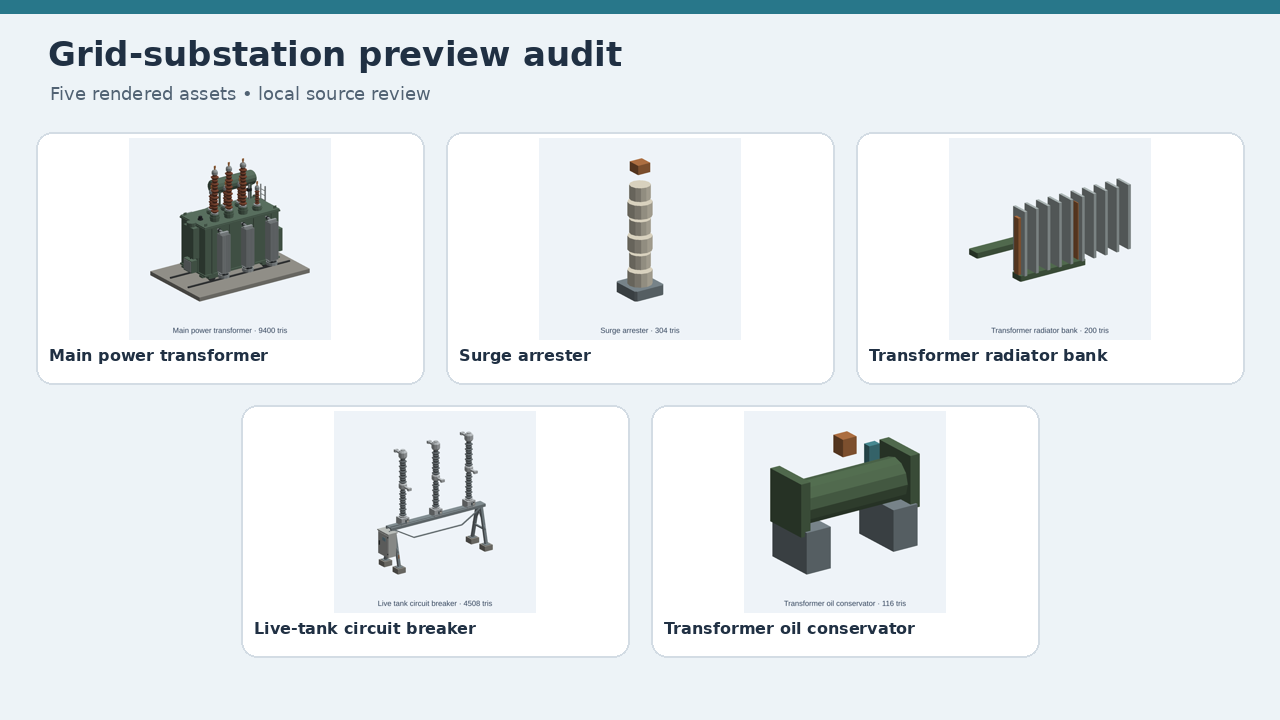 Grid-substation preview audit
Five rendered assets • local source review
Main power transformer · 9400 tris
Main power transformer
Surge arrester · 304 tris
Surge arrester
Transformer radiator bank · 200 tris
Transformer radiator bank
Live tank circuit breaker · 4508 tris
Live-tank circuit breaker
Transformer oil conservator · 116 tris
Transformer oil conservator